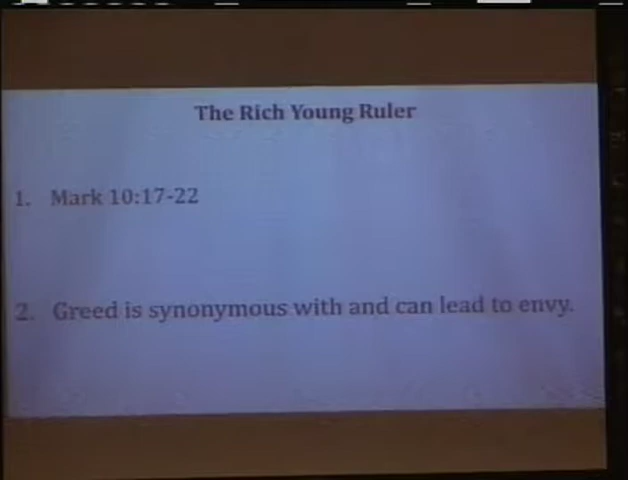 The Rich Young Ruler
1. Mark 10:17-22
2. Greed is synonymous with and can lead to envy.